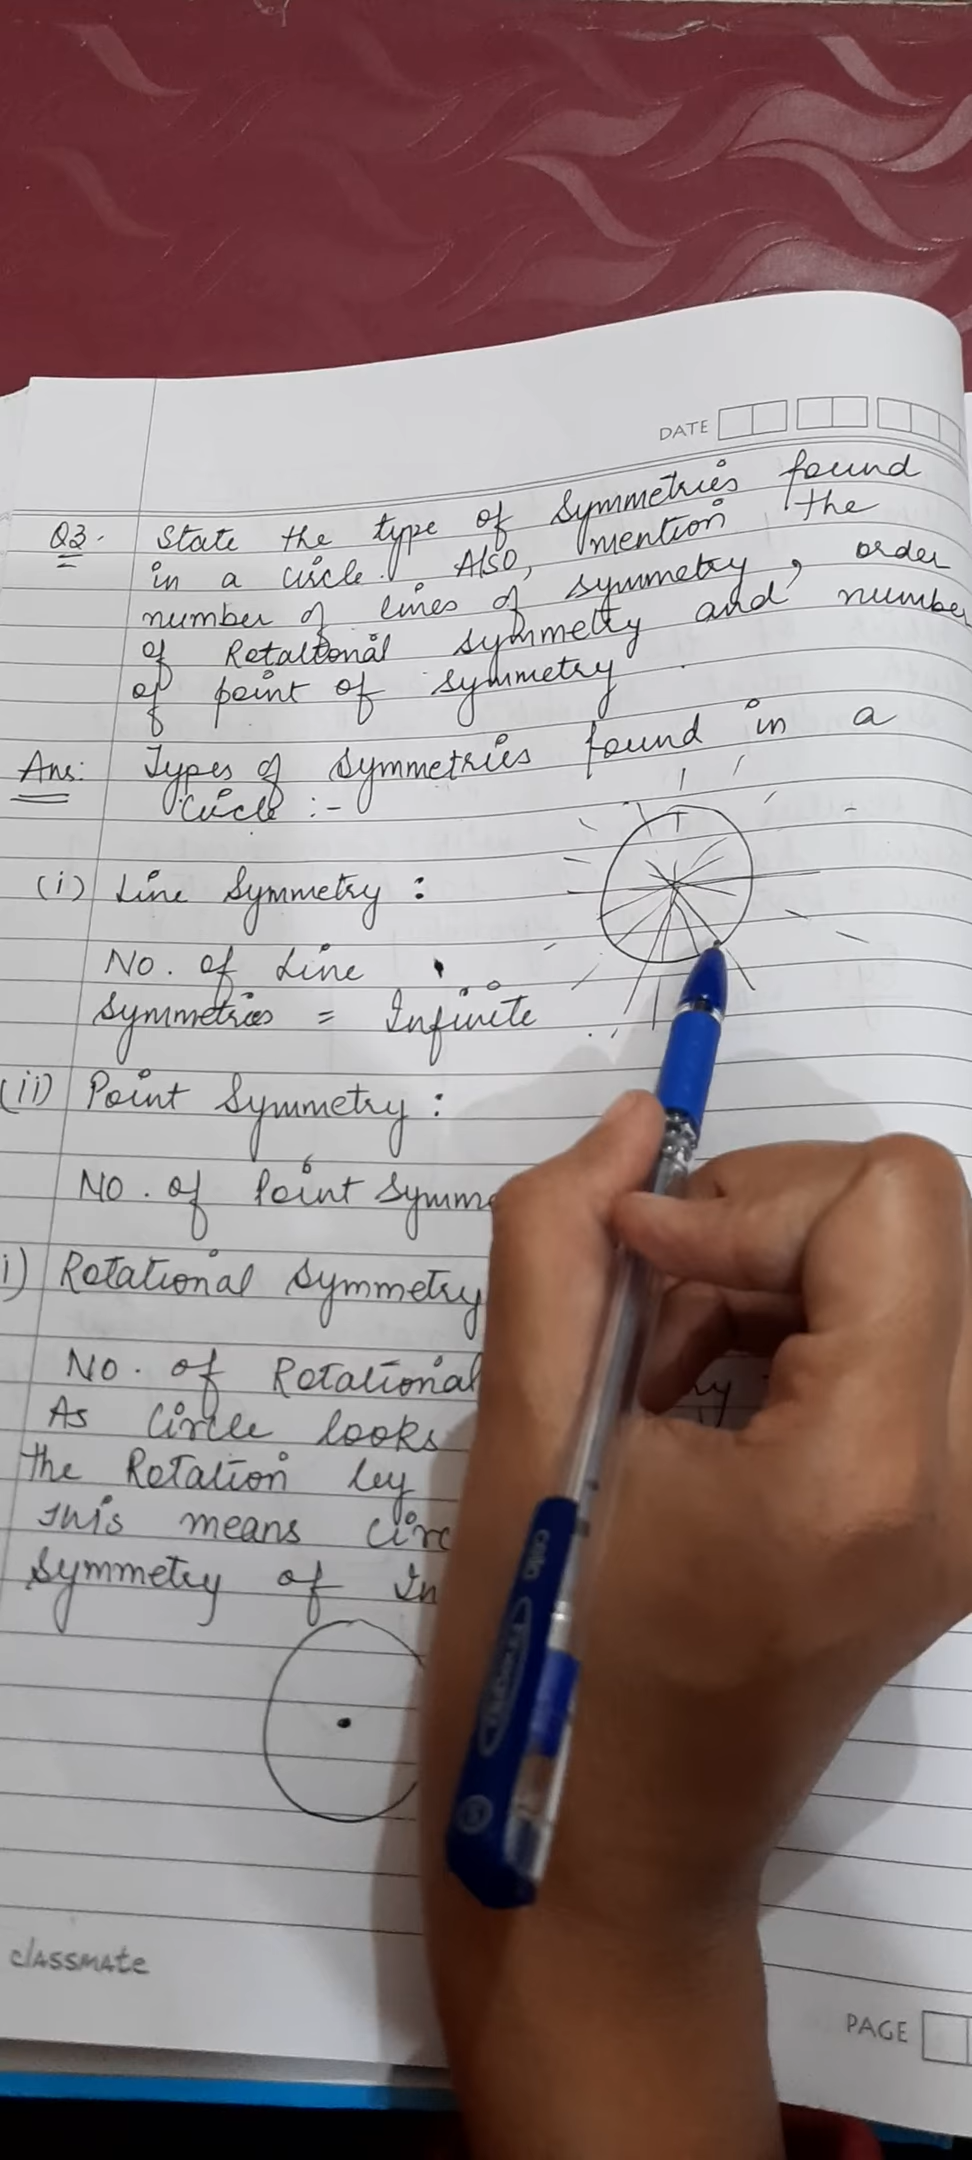 DATE
Q3. State the type of Symmetries found
in a circle. Also, mention the
number of lines of symmetry, order
of Rotational symmetry and number
of point of symmetry.
Ans: Types of Symmetries found in a
Circle :-
(i) Line Symmetry :
No. of Line
Symmetries = Infinite
(ii) Point Symmetry :
No. of Point Symme
i) Rotational Symmetry
No. of Rotational
As Circle looks
the Rotation by
This means Circ
Symmetry of In
classmate
PAGE
cello